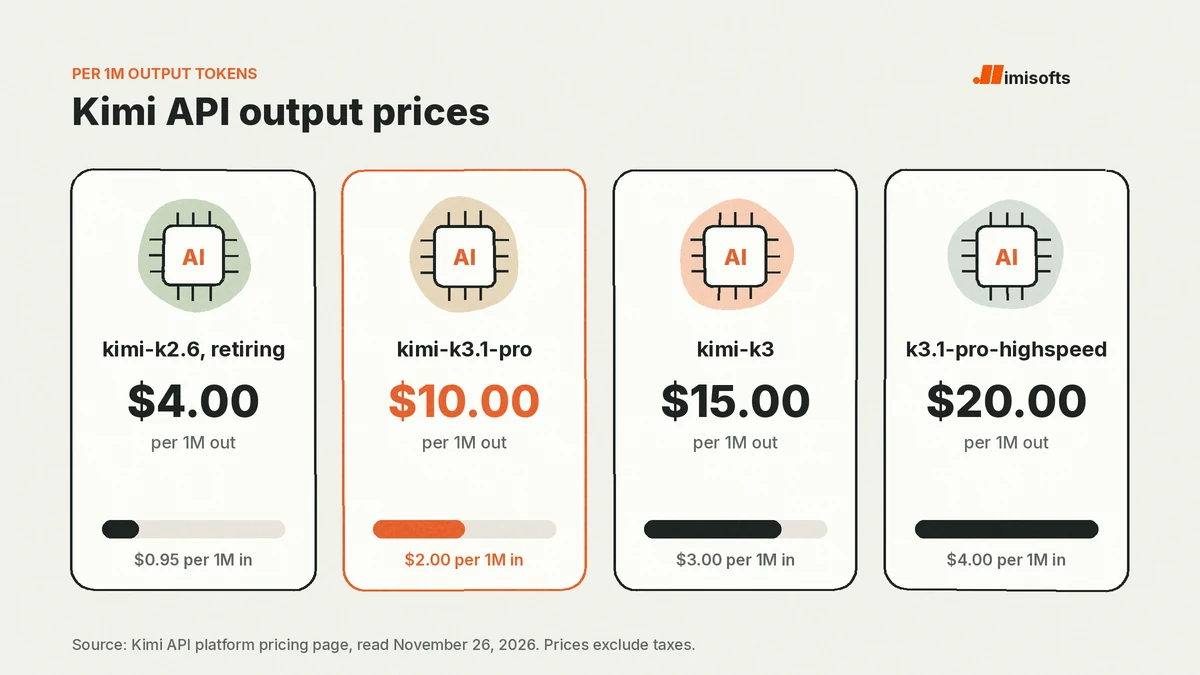 PER 1M OUTPUT TOKENS
Kimi API output prices
imisofts
AI
kimi-k2.6, retiring
$4.00
per 1M out
$0.95 per 1M in
AI
kimi-k3.1-pro
$10.00
per 1M out
$2.00 per 1M in
AI
kimi-k3
$15.00
per 1M out
$3.00 per 1M in
AI
k3.1-pro-highspeed
$20.00
per 1M out
$4.00 per 1M in
Source: Kimi API platform pricing page, read November 26, 2026. Prices exclude taxes.